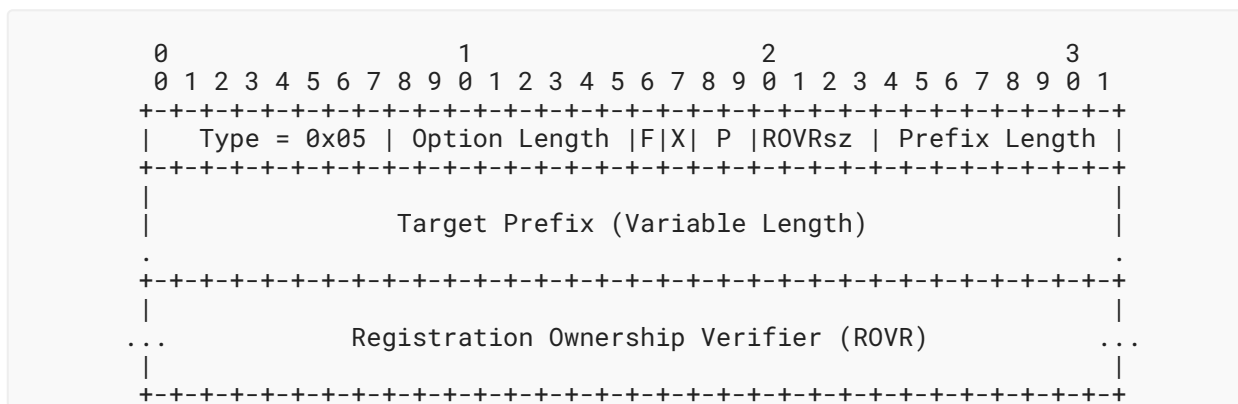 0                   1                   2                   3
 0 1 2 3 4 5 6 7 8 9 0 1 2 3 4 5 6 7 8 9 0 1 2 3 4 5 6 7 8 9 0 1
+-+-+-+-+-+-+-+-+-+-+-+-+-+-+-+-+-+-+-+-+-+-+-+-+-+-+-+-+-+-+-+-+
|   Type = 0x05 | Option Length |F|X| P |ROVRsz | Prefix Length |
+-+-+-+-+-+-+-+-+-+-+-+-+-+-+-+-+-+-+-+-+-+-+-+-+-+-+-+-+-+-+-+-+
|                                                               |
|                Target Prefix (Variable Length)                |
.                                                               .
+-+-+-+-+-+-+-+-+-+-+-+-+-+-+-+-+-+-+-+-+-+-+-+-+-+-+-+-+-+-+-+-+
|                                                               |
...            Registration Ownership Verifier (ROVR)           ...
|                                                               |
+-+-+-+-+-+-+-+-+-+-+-+-+-+-+-+-+-+-+-+-+-+-+-+-+-+-+-+-+-+-+-+-+